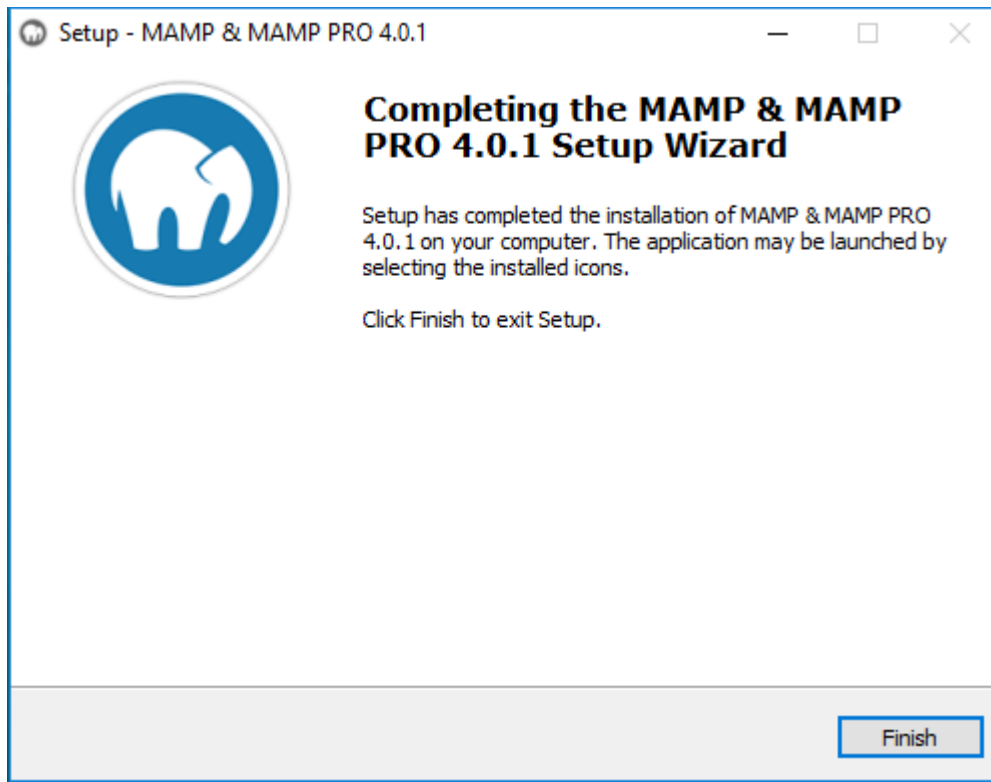 Setup - MAMP & MAMP PRO 4.0.1
Completing the MAMP & MAMP
PRO 4.0.1 Setup Wizard
Setup has completed the installation of MAMP & MAMP PRO
4.0.1 on your computer. The application may be launched by
selecting the installed icons.
Click Finish to exit Setup.
Finish